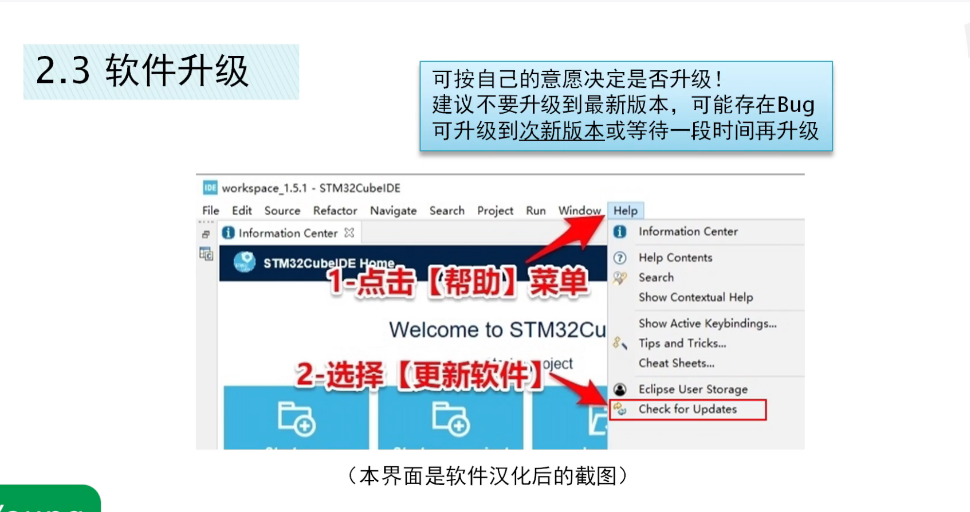 2.3 软件升级
可按自己的意愿决定是否升级！
建议不要升级到最新版本，可能存在Bug
可升级到次新版本或等待一段时间再升级
IDE workspace_1.5.1 - STM32CubeIDE
File Edit Source Refactor Navigate Search Project Run Window Help
Information Center
STM32CubeIDE Home
1-点击【帮助】菜单
Welcome to STM32Cu
2-选择【更新软件】
Information Center
Help Contents
Search
Show Contextual Help
Show Active Keybindings...
Tips and Tricks...
Cheat Sheets...
Eclipse User Storage
Check for Updates
（本界面是软件汉化后的截图）